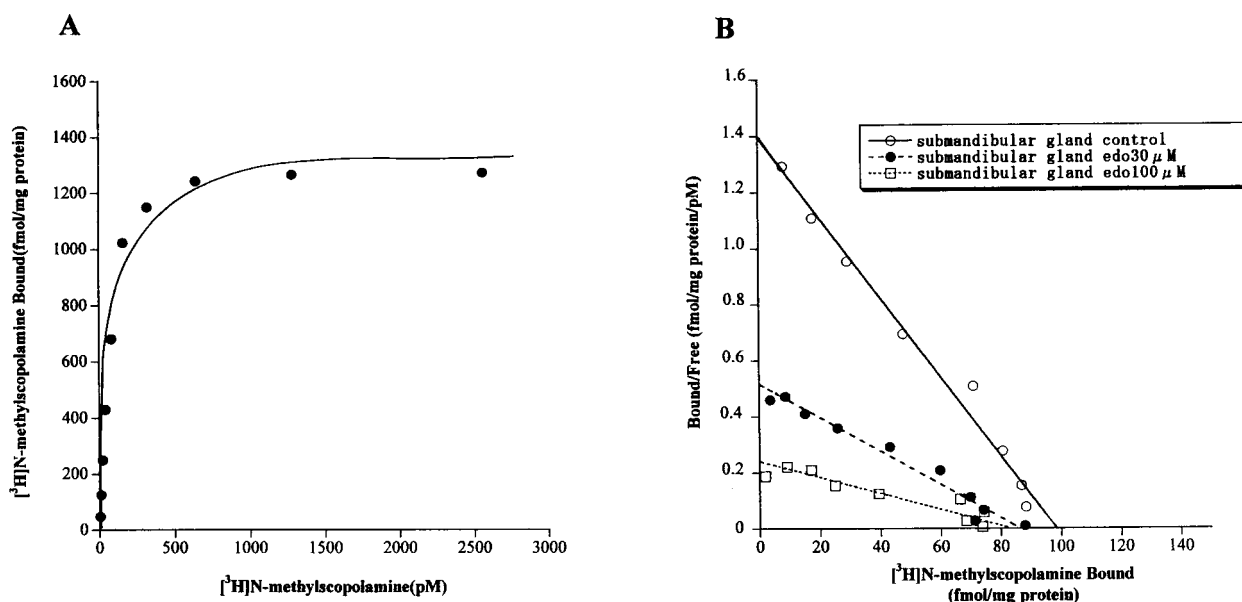 A
[³H]N-methylscopolamine Bound(fmol/mg protein)
1600
1400
1200
1000
800
600
400
200
0
0 500 1000 1500 2000 2500 3000
[³H]N-methylscopolamine(pM)
B
submandibular gland control
submandibular gland edo30μM
submandibular gland edo100μM
Bound/Free (fmol/mg protein/pM)
1.4
1.2
1.0
0.8
0.6
0.4
0.2
0
0 20 40 60 80 100 120 140
[³H]N-methylscopolamine Bound
(fmol/mg protein)